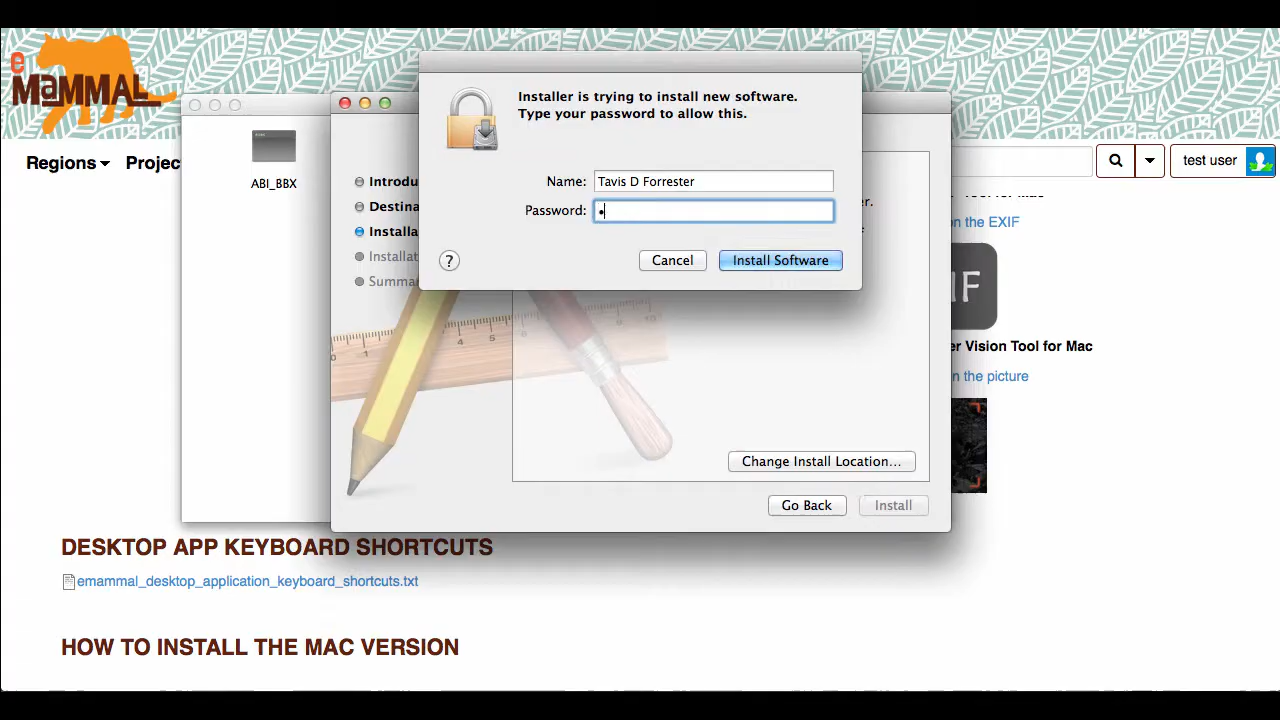 e
MAMMAL
Regions
Projec
test user
ABI_BBX
Installer is trying to install new software.
Type your password to allow this.
Name: Tavis D Forrester
Password: •
?
Cancel
Install Software
Introdu
Destina
Installa
Installat
Summa
er.
Change Install Location...
Go Back
Install
on the EXIF
IF
er Vision Tool for Mac
n the picture
DESKTOP APP KEYBOARD SHORTCUTS
emammal_desktop_application_keyboard_shortcuts.txt
HOW TO INSTALL THE MAC VERSION